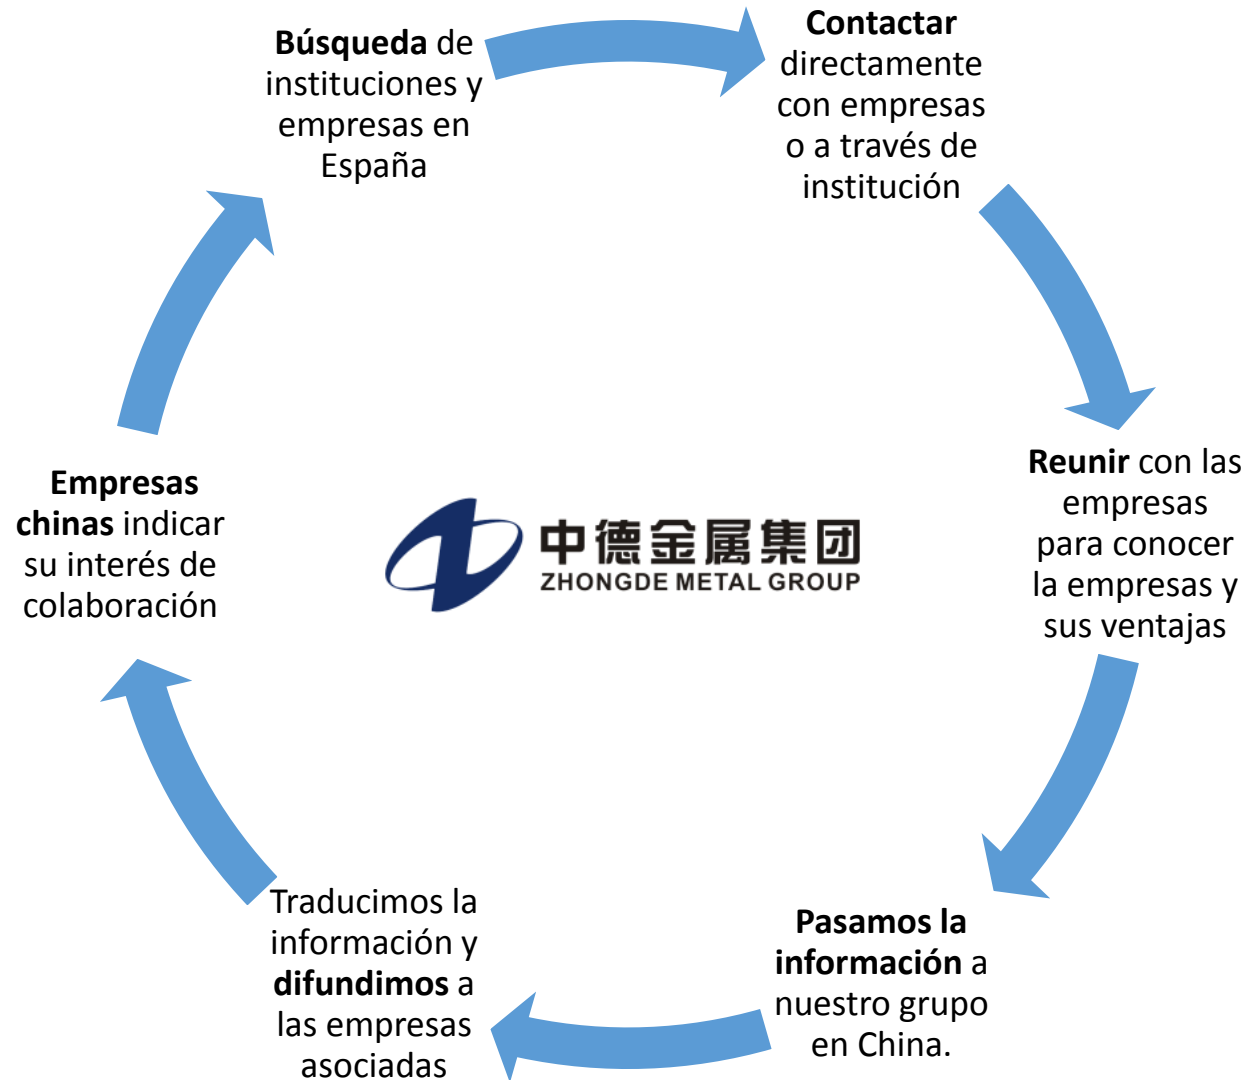 Búsqueda de
instituciones y
empresas en
España
Contactar
directamente
con empresas
o a través de
institución
Reunir con las
empresas
para conocer
la empresas y
sus ventajas
Pasamos la
información a
nuestro grupo
en China.
Traducimos la
información y
difundimos a
las empresas
asociadas
Empresas
chinas indicar
su interés de
colaboración
中德金属集团
ZHONGDE METAL GROUP